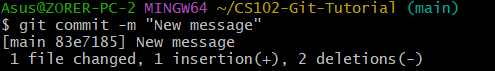 Asus@ZORER-PC-2 MINGW64 ~/CS102-Git-Tutorial (main)
$ git commit -m "New message"
[main 83e7185] New message
 1 file changed, 1 insertion(+), 2 deletions(-)